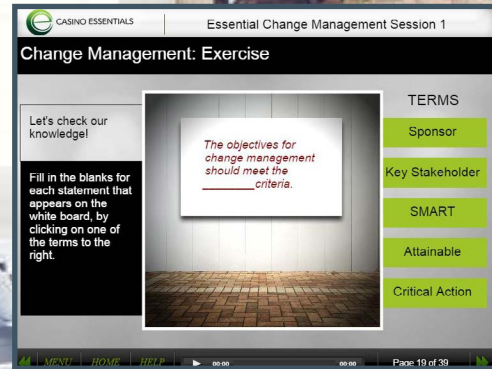 CASINO ESSENTIALS
Essential Change Management Session 1
Change Management: Exercise
Let's check our
knowledge!
Fill in the blanks for
each statement that
appears on the
white board, by
clicking on one of
the terms to the
right.
The objectives for
change management
should meet the
________criteria.
TERMS
Sponsor
Key Stakeholder
SMART
Attainable
Critical Action
MENU HOME HELP 00:00 00:00 Page 19 of 39